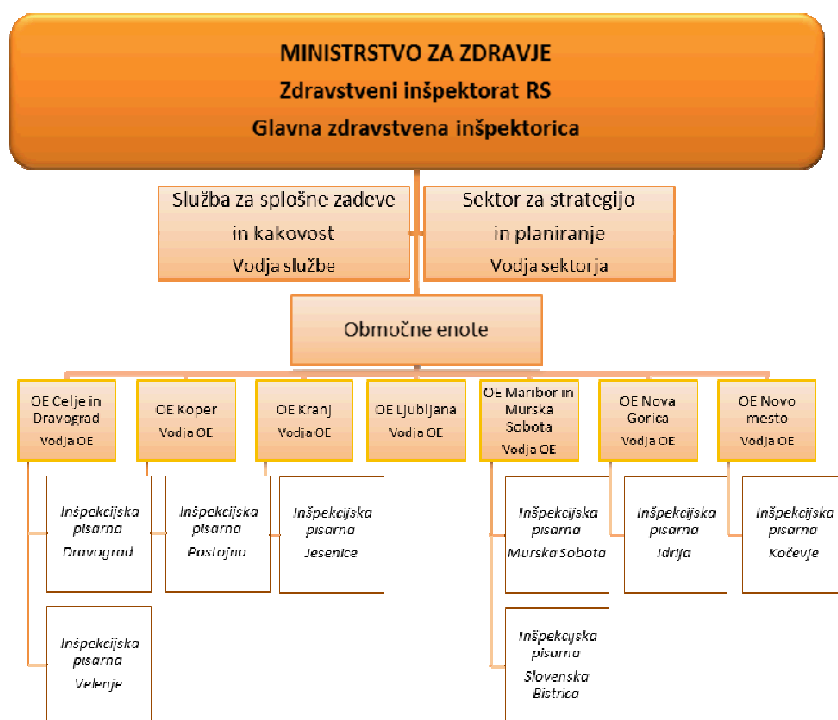 MINISTRSTVO ZA ZDRAVJE
Zdravstveni inšpektorat RS
Glavna zdravstvena inšpektorica
Služba za splošne zadeve
in kakovost
Vodja službe
Sektor za strategijo
in planiranje
Vodja sektorja
Območne enote
OE Celje in
Dravograd
Vodja OE
OE Koper
Vodja OE
OE Kranj
Vodja OE
OE Ljubljana
Vodja OE
OE Maribor in
Murska
Sobota
Vodja OE
OE Nova
Gorica
Vodja OE
OE Novo
mesto
Vodja OE
Inšpekcijska
pisarna
Dravograd
Inšpekcijska
pisarna
Postojna
Inšpekcijska
pisarna
Jesenice
Inšpekcijska
pisarna
Murska Sobota
Inšpekcijska
pisarna
Idrija
Inšpekcijska
pisarna
Kočevje
Inšpekcijska
pisarna
Velenje
Inšpekcijska
pisarna
Slovenska
Bistrica